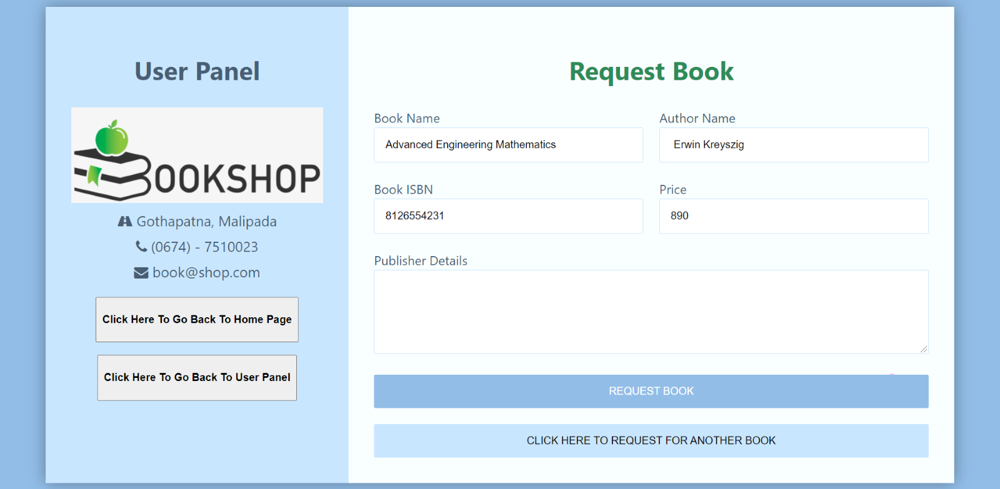 User Panel
BOOKSHOP
Gothapatna, Malipada
(0674) - 7510023
book@shop.com
Click Here To Go Back To Home Page
Click Here To Go Back To User Panel
Request Book
Book Name
Author Name
Advanced Engineering Mathematics
Erwin Kreyszig
Book ISBN
Price
8126554231
890
Publisher Details
REQUEST BOOK
CLICK HERE TO REQUEST FOR ANOTHER BOOK